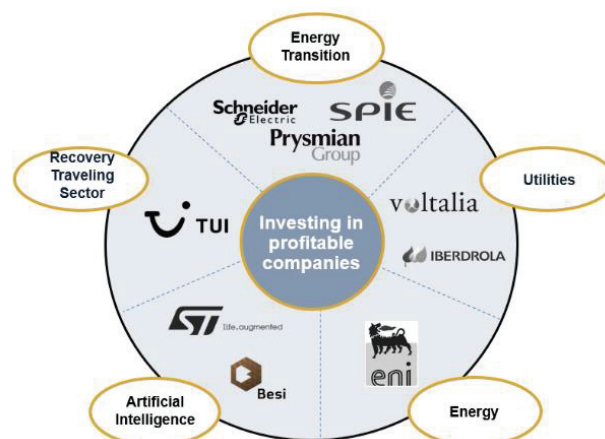 Energy
Transition
Schneider
Electric
SPIE
Prysmian
Group
Recovery
Traveling
Sector
Utilities
TUI
Investing in
profitable
companies
voltalia
IBERDROLA
ST
life.augmented
Besi
eni
Artificial
Intelligence
Energy